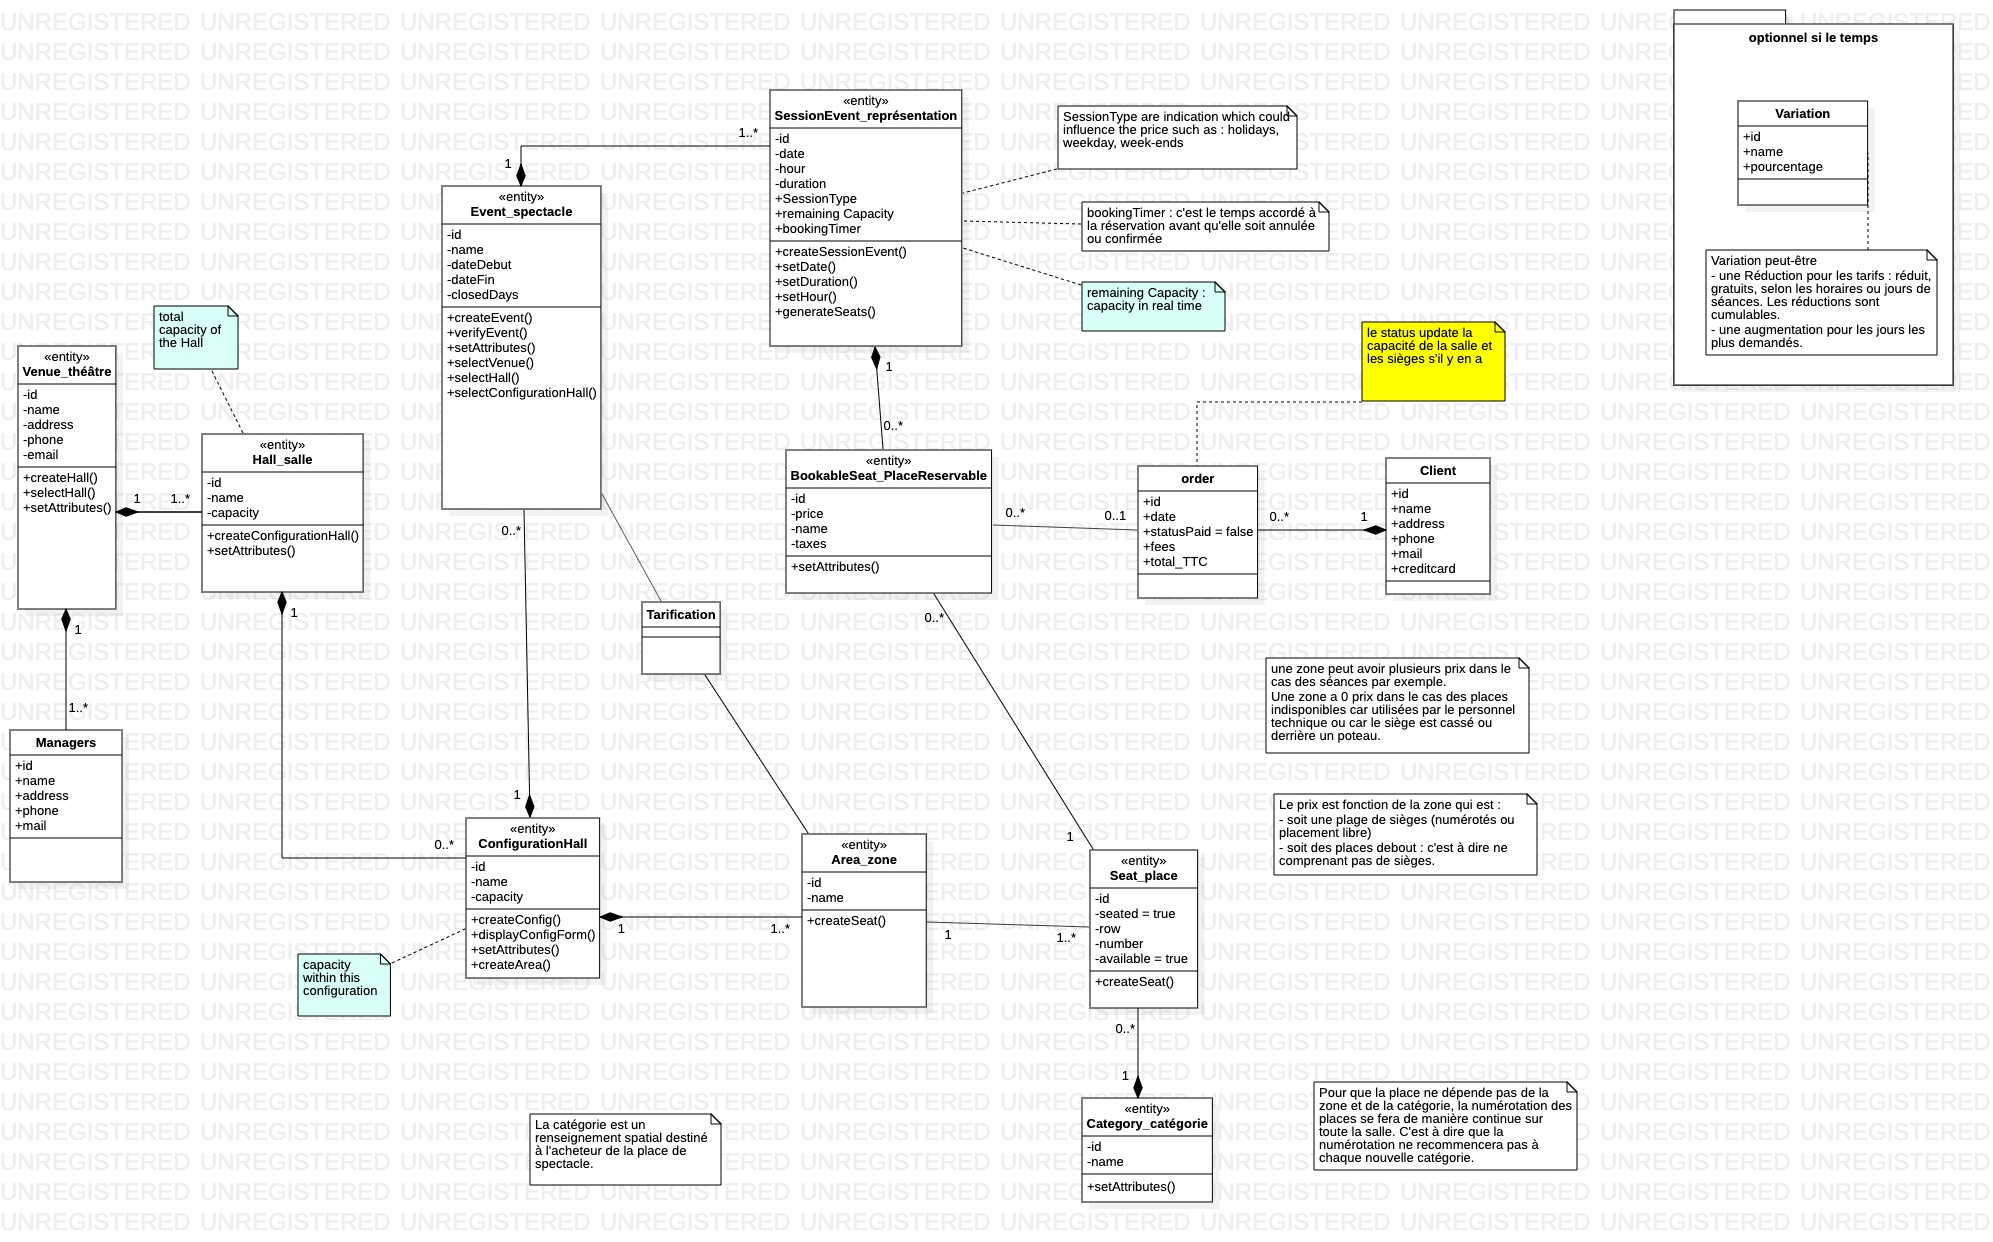 optionnel si le temps
Variation
+id
+name
+pourcentage
Variation peut-être
- une Réduction pour les tarifs : réduit,
gratuits, selon les horaires ou jours de
séances. Les réductions sont
cumulables.
- une augmentation pour les jours les
plus demandés.
«entity»
SessionEvent_représentation
-id
-date
-hour
-duration
+SessionType
+remaining Capacity
+bookingTimer
+createSessionEvent()
+setDate()
+setDuration()
+setHour()
+generateSeats()
1..*
1
SessionType are indication which could
influence the price such as : holidays,
weekday, week-ends
bookingTimer : c'est le temps accordé à
la réservation avant qu'elle soit annulée
ou confirmée
remaining Capacity :
capacity in real time
le status update la
capacité de la salle et
les sièges s'il y en a
«entity»
Event_spectacle
-id
-name
-dateDebut
-dateFin
-closedDays
+createEvent()
+verifyEvent()
+setAttributes()
+selectVenue()
+selectHall()
+selectConfigurationHall()
total
capacity of
the Hall
«entity»
Venue_théâtre
-id
-name
-address
-phone
-email
+createHall()
+selectHall()
+setAttributes()
1
1..*
«entity»
Hall_salle
-id
-name
-capacity
+createConfigurationHall()
+setAttributes()
1
0..*
«entity»
BookableSeat_PlaceReservable
-id
-price
-name
-taxes
+setAttributes()
0..*
0..1
order
+id
+date
+statusPaid = false
+fees
+total_TTC
0..*
1
Client
+id
+name
+address
+phone
+mail
+creditcard
0..*
1
1
Tarification
0..*
1..*
Managers
+id
+name
+address
+phone
+mail
une zone peut avoir plusieurs prix dans le
cas des séances par exemple.
Une zone a 0 prix dans le cas des places
indisponibles car utilisées par le personnel
technique ou car le siège est cassé ou
derrière un poteau.
Le prix est fonction de la zone qui est :
- soit une plage de sièges (numérotés ou
placement libre)
- soit des places debout : c'est à dire ne
comprenant pas de sièges.
1
0..*
«entity»
ConfigurationHall
-id
-name
-capacity
+createConfig()
+displayConfigForm()
+setAttributes()
+createArea()
1
1..*
«entity»
Area_zone
-id
-name
+createSeat()
1
1..*
1
«entity»
Seat_place
-id
-seated = true
-row
-number
-available = true
+createSeat()
capacity
within this
configuration
0..*
1
«entity»
Category_catégorie
-id
-name
+setAttributes()
La catégorie est un
renseignement spatial destiné
à l'acheteur de la place de
spectacle.
Pour que la place ne dépende pas de la
zone et de la catégorie, la numérotation des
places se fera de manière continue sur
toute la salle. C'est à dire que la
numérotation ne recommencera pas à
chaque nouvelle catégorie.
UNREGISTERED